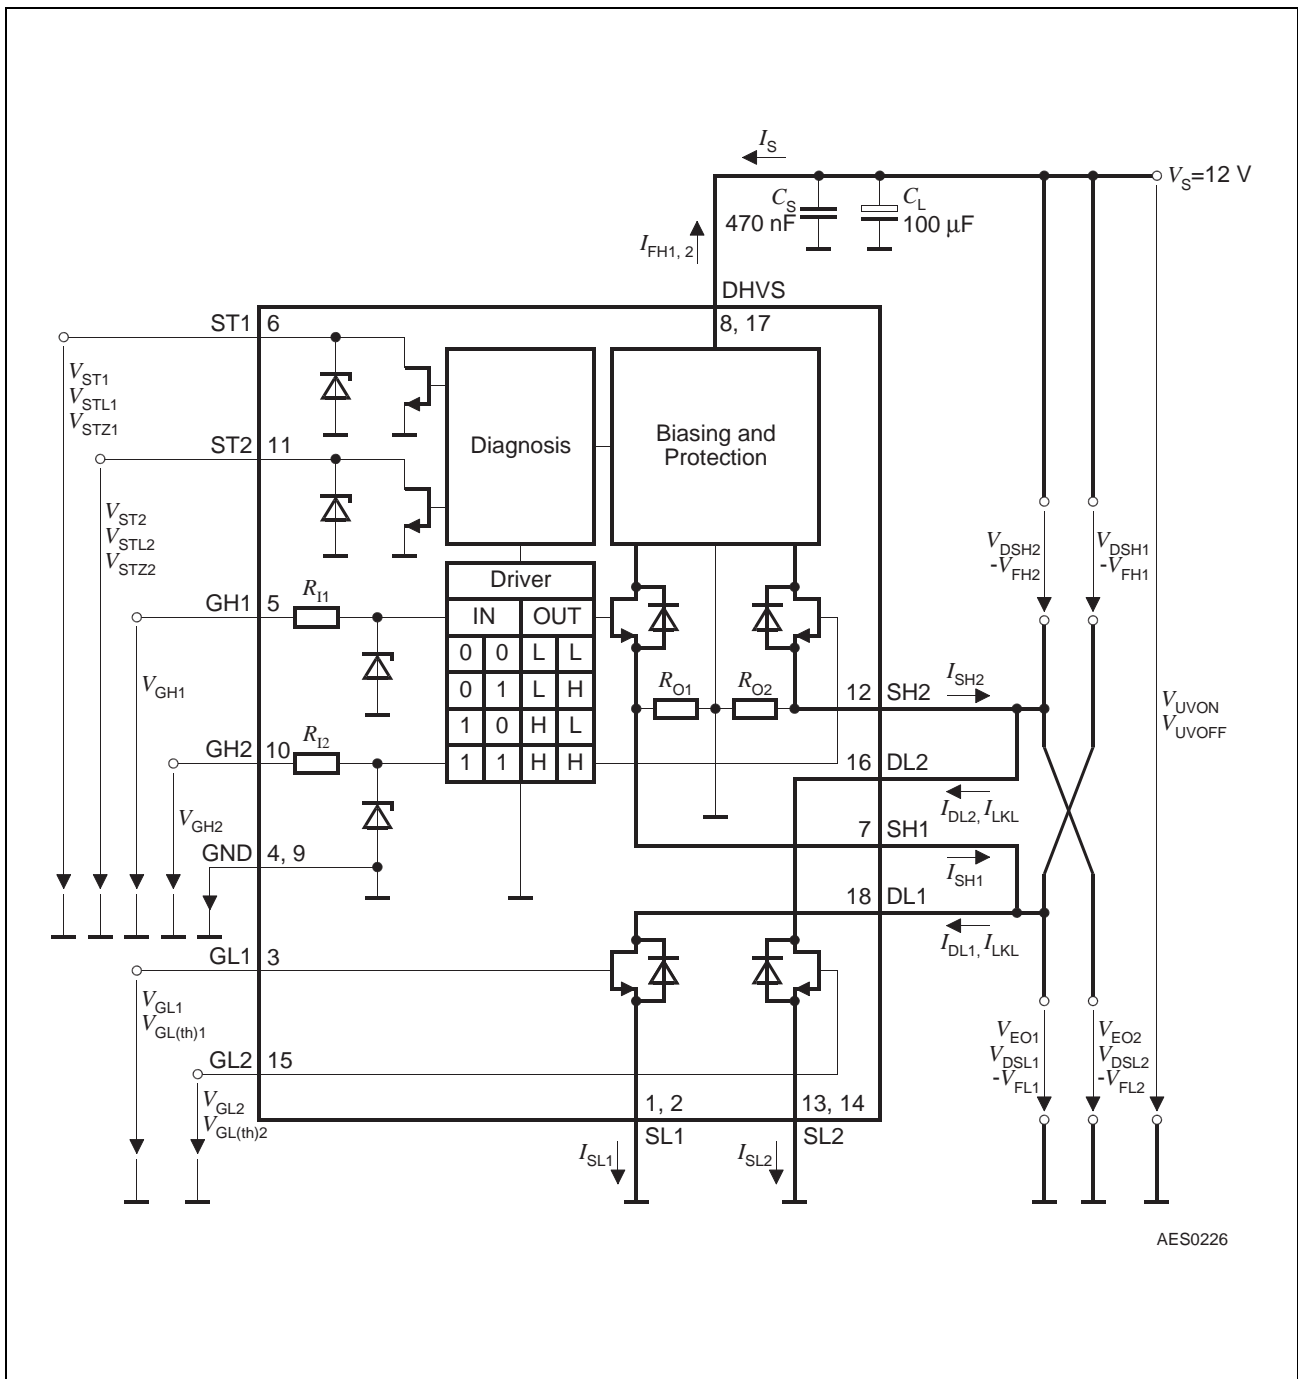 I_S
V_S=12 V
C_S
470 nF
C_L
100 μF
I_FH1, 2
DHVS
8, 17
ST1
6
V_ST1
V_STL1
V_STZ1
Diagnosis
Biasing and
Protection
ST2
11
V_ST2
V_STL2
V_STZ2
V_DSH2
-V_FH2
V_DSH1
-V_FH1
Driver
IN OUT
0 0 L L
0 1 L H
1 0 H L
1 1 H H
GH1
5
R_I1
V_GH1
R_O1
R_O2
12
SH2
I_SH2
V_UVON
V_UVOFF
GH2
10
R_I2
16
DL2
I_DL2, I_LKL
V_GH2
7
SH1
I_SH1
GND
4, 9
18
DL1
I_DL1, I_LKL
GL1
3
V_GL1
V_GL(th)1
V_EO1
V_DSL1
-V_FL1
V_EO2
V_DSL2
-V_FL2
GL2
15
V_GL2
V_GL(th)2
1, 2
13, 14
SL1
SL2
I_SL1
I_SL2
AES0226